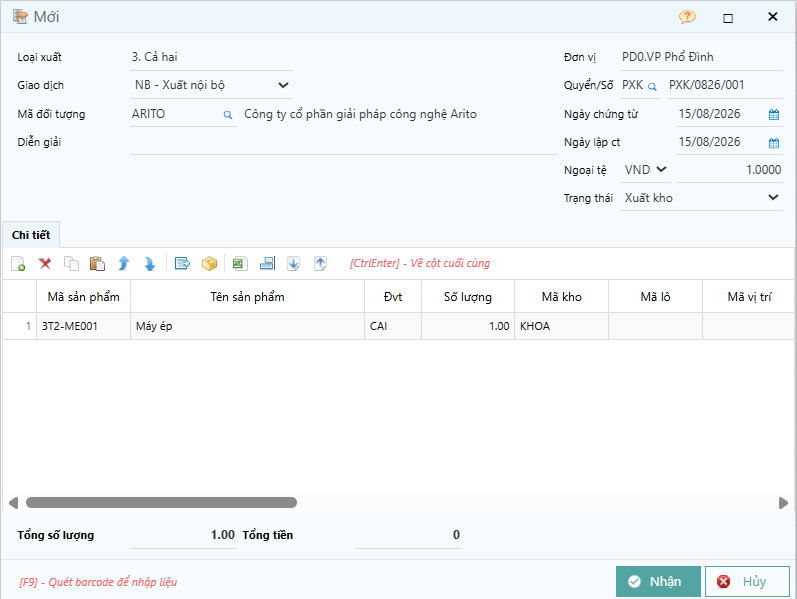 Mới
Loại xuất 3. Cả hai Đơn vị PD0.VP Phổ Đình
Giao dịch NB - Xuất nội bộ Quyển/Số PXK PXK/0826/001
Mã đối tượng ARITO Công ty cổ phần giải pháp công nghệ Arito Ngày chứng từ 15/08/2026
Diễn giải Ngày lập ct 15/08/2026
Ngoại tệ VND 1.0000
Trạng thái Xuất kho
Chi tiết
[CtrlEnter] - Về cột cuối cùng
Mã sản phẩm Tên sản phẩm Đvt Số lượng Mã kho Mã lô Mã vị trí
1 3T2-ME001 Máy ép CAI 1.00 KHOA
Tổng số lượng 1.00 Tổng tiền 0
[F9] - Quét barcode để nhập liệu Nhận Hủy